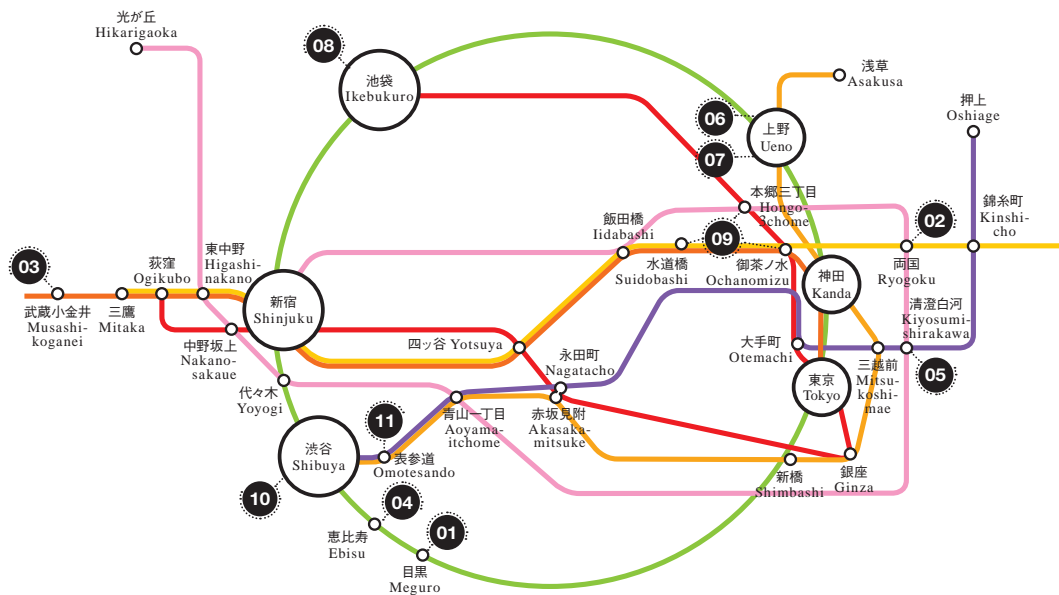 光が丘
Hikarigaoka
08
池袋
Ikebukuro
浅草
Asakusa
06
上野
Ueno
07
押上
Oshiage
本郷三丁目
Hongo-
3chome
飯田橋
Iidabashi
09
水道橋
Suidobashi
御茶ノ水
Ochanomizu
02
両国
Ryogoku
錦糸町
Kinshi-
cho
03
武蔵小金井
Musashi-
koganei
三鷹
Mitaka
荻窪
Ogikubo
東中野
Higashi-
nakano
新宿
Shinjuku
神田
Kanda
中野坂上
Nakano-
sakaue
四ッ谷 Yotsuya
永田町
Nagatacho
大手町
Otemachi
清澄白河
Kiyosumi-
shirakawa
05
三越前
Mitsu-
koshi-
mae
東京
Tokyo
代々木
Yoyogi
青山一丁目
Aoyama-
itchome
赤坂見附
Akasaka-
mitsuke
11
表参道
Omotesando
渋谷
Shibuya
10
新橋
Shimbashi
銀座
Ginza
04
恵比寿
Ebisu
01
目黒
Meguro